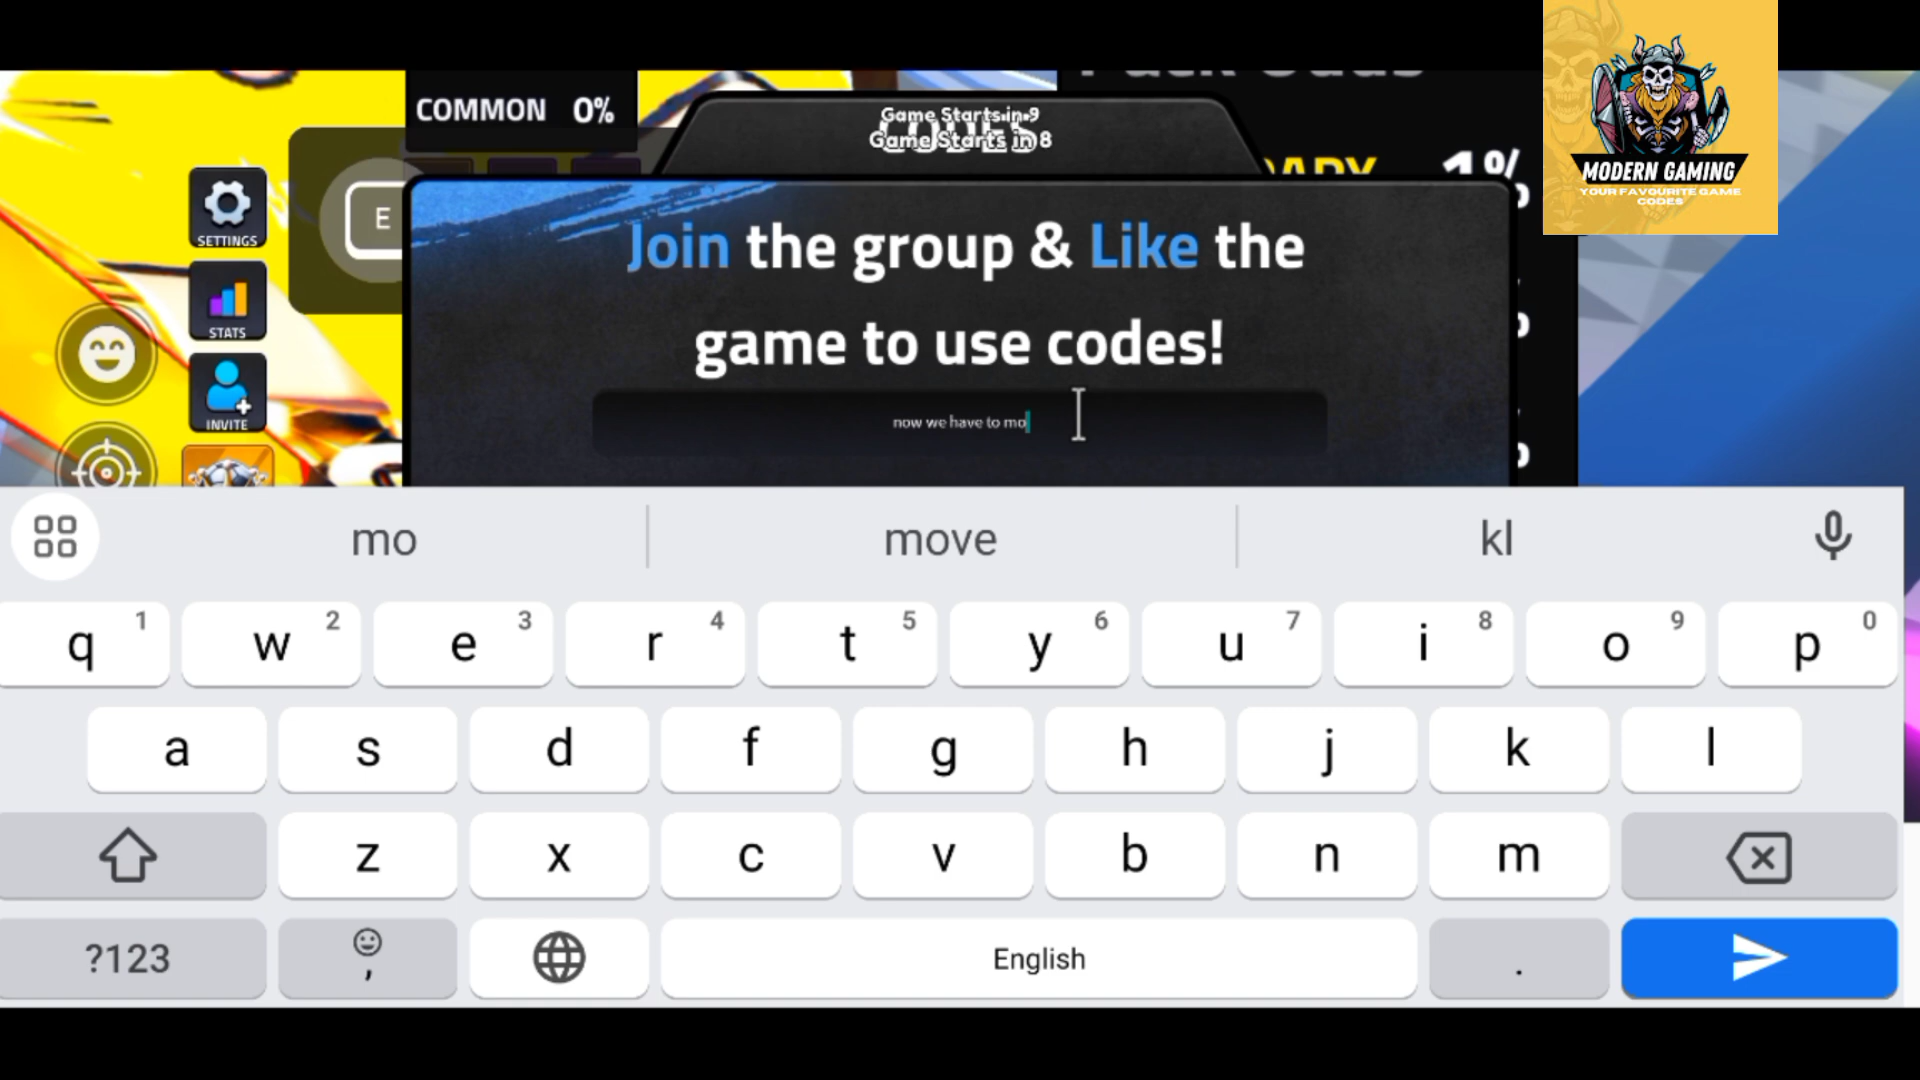 COMMON 0%
Game Starts in 9
CODES
Game Starts in 8
1%
MODERN GAMING
YOUR FAVOURITE GAME
CODES
E
SETTINGS
STATS
INVITE
Join the group & Like the
game to use codes!
now we have to mo
mo move kl
q 1 w 2 e 3 r 4 t 5 y 6 u 7 i 8 o 9 p 0
a s d f g h j k l
z x c v b n m
?123 , English .